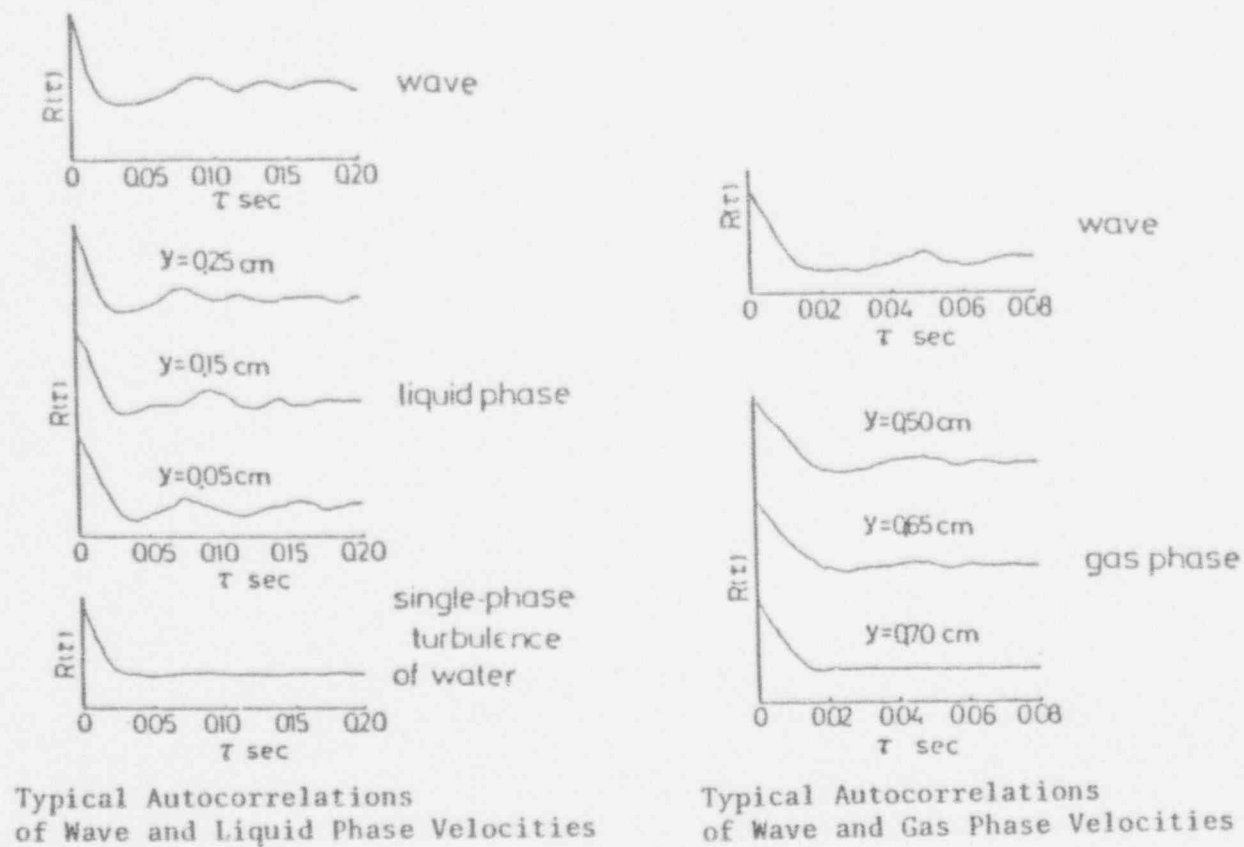 R(τ)
wave
0 0.05 0.10 0.15 0.20
τ sec
y=0.25 cm
y=0.15 cm
R(τ)
liquid phase
y=0.05 cm
0 0.05 0.10 0.15 0.20
τ sec
single-phase
turbulence
of water
R(τ)
0 0.05 0.10 0.15 0.20
τ sec
Typical Autocorrelations
of Wave and Liquid Phase Velocities
R(τ)
wave
0 0.02 0.04 0.06 0.08
τ sec
y=0.50 cm
y=0.65 cm
R(τ)
gas phase
y=0.70 cm
0 0.02 0.04 0.06 0.08
τ sec
Typical Autocorrelations
of Wave and Gas Phase Velocities